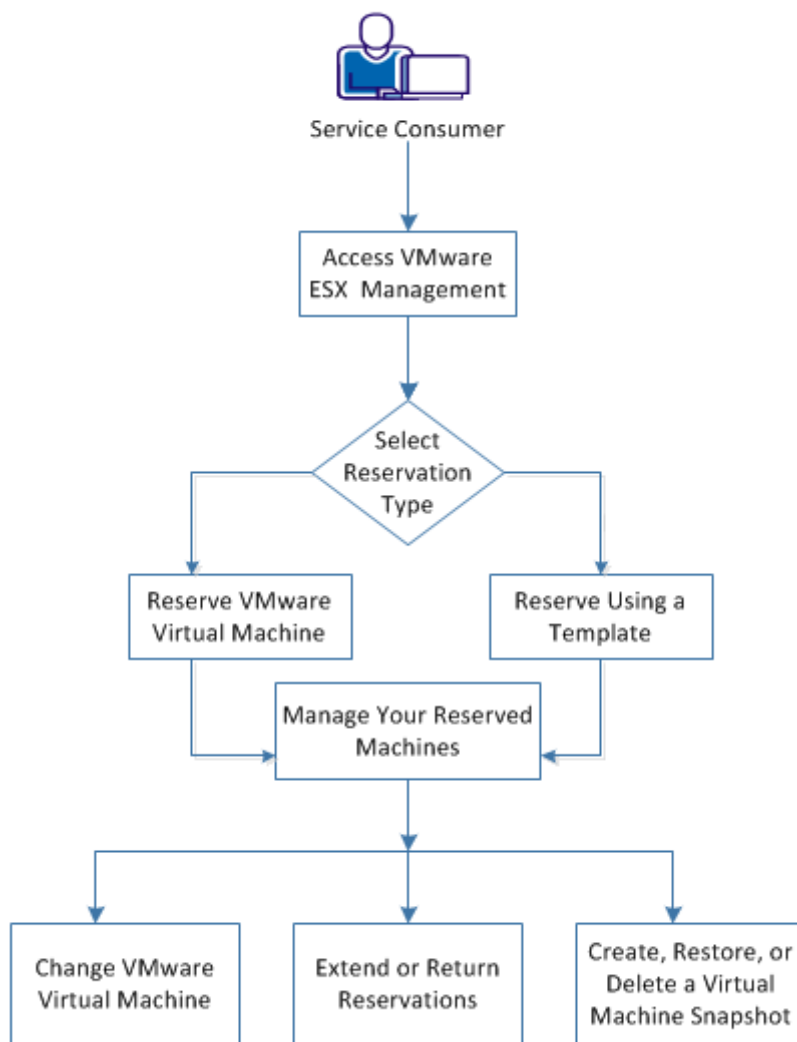 Service Consumer
Access VMware
ESX Management
Select
Reservation
Type
Reserve VMware
Virtual Machine
Reserve Using a
Template
Manage Your Reserved
Machines
Change VMware
Virtual Machine
Extend or Return
Reservations
Create, Restore, or
Delete a Virtual
Machine Snapshot